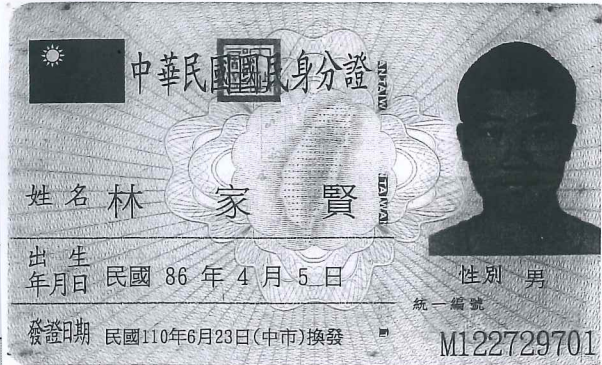 中華民國國民身分證
姓名 林家賢
出生年月日 民國 86 年 4 月 5 日
性別 男
統一編號
M122729701
發證日期 民國110年6月23日(中市)換發